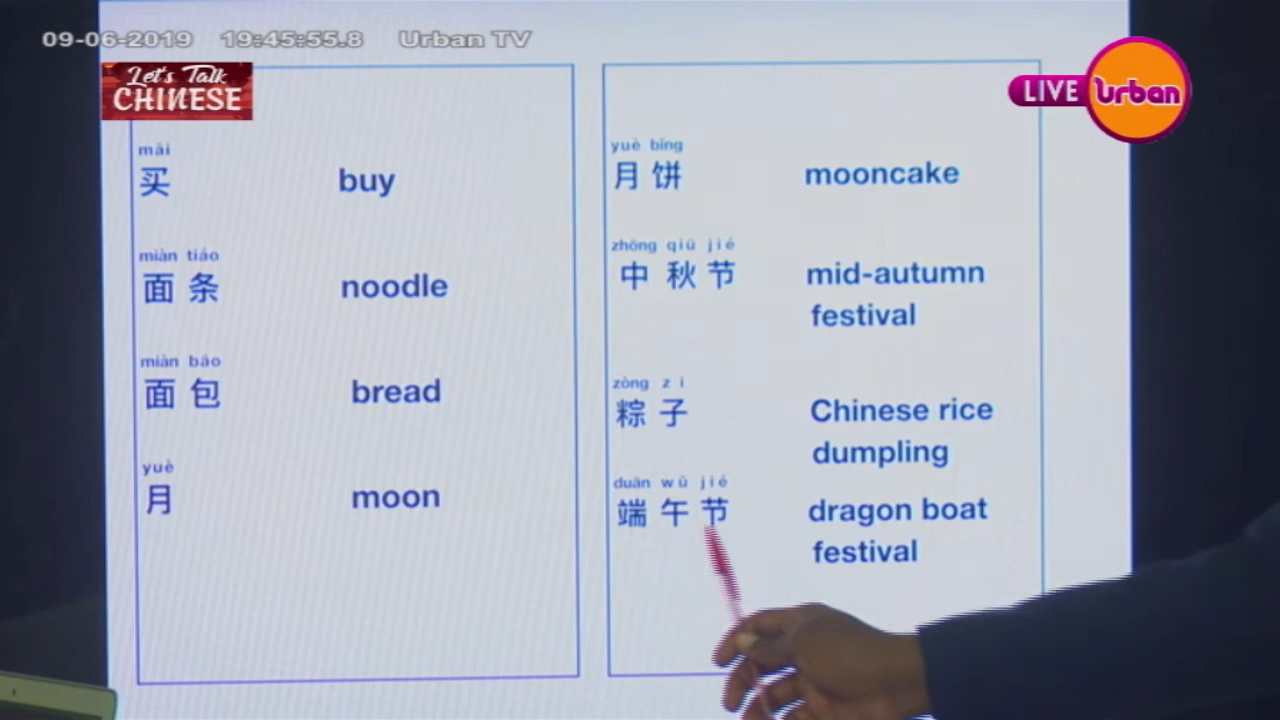 09-06-2019 19:45:55.8 Urban TV
Let's Talk
CHINESE
LIVE urban
mǎi
买 buy
miàn tiáo
面条 noodle
miàn bāo
面包 bread
yuè
月 moon
yuè bǐng
月饼 mooncake
zhōng qiū jié
中秋节 mid-autumn
festival
zòng zi
粽子 Chinese rice
dumpling
duān wǔ jié
端午节 dragon boat
festival